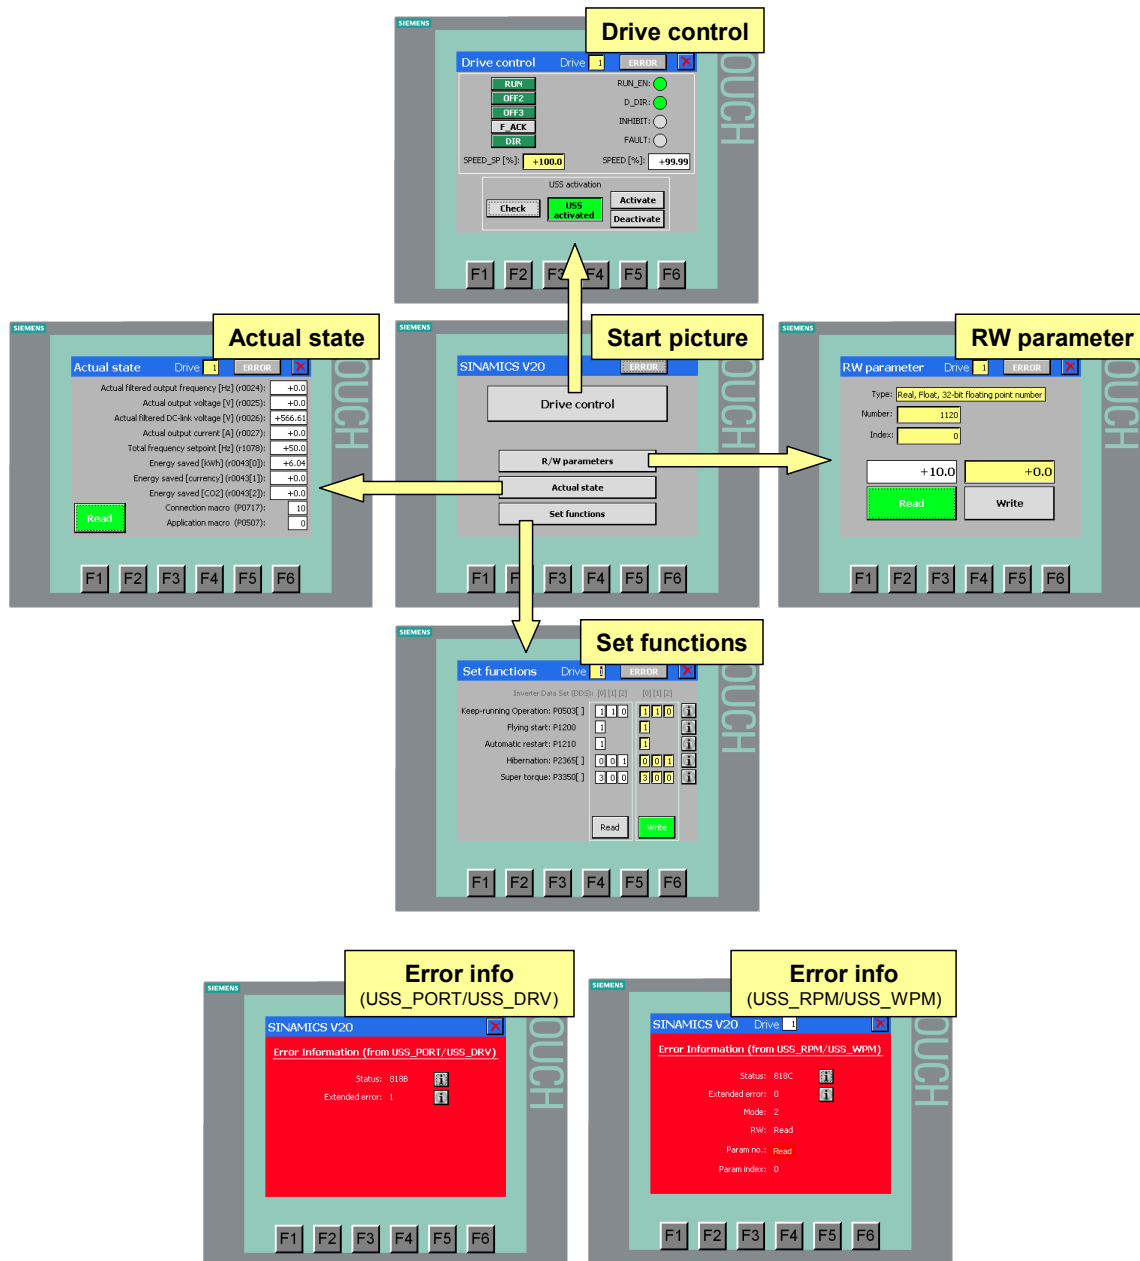 SIEMENS
Drive control
Drive control Drive 1 ERROR
RUN
OFF2
OFF3
F_ACK
DIR
RUN_EN:
D_DIR:
INHIBIT:
FAULT:
SPEED_SP [%]: +100.0
SPEED [%]: +99.99
USS activation
Check
USS activated
Activate
Deactivate
OUCH
F1 F2 F3 F4 F5 F6
SIEMENS
Actual state
Actual state Drive 1 ERROR
Actual filtered output frequency [Hz] (r0024): +0.0
Actual output voltage [V] (r0025): +0.0
Actual filtered DC-link voltage [V] (r0026): +566.61
Actual output current [A] (r0027): +0.0
Total frequency setpoint [Hz] (r1078): +50.0
Energy saved [kWh] (r0043[0]): +6.04
Energy saved [currency] (r0043[1]): +0.0
Energy saved [CO2] (r0043[2]): +0.0
Connection macro (P0717): 10
Application macro (P0507): 0
Read
OUCH
F1 F2 F3 F4 F5 F6
SIEMENS
Start picture
SINAMICS V20 ERROR
Drive control
R/W parameters
Actual state
Set functions
OUCH
F1 F2 F3 F4 F5 F6
RW parameter
RW parameter Drive 1 ERROR
Type: Real, Float, 32-bit floating point number
Number: 1120
Index: 0
+10.0 +0.0
Read Write
OUCH
F1 F2 F3 F4 F5 F6
SIEMENS
SIEMENS
Set functions
Set functions Drive ERROR
Inverter Data Set (DDS): [0] [1] [2] [0] [1] [2]
Keep-running Operation: P0503[ ] 1 1 0 1 1 0 i
Flying start: P1200 1 1 i
Automatic restart: P1210 1 1 i
Hibernation: P2365[ ] 0 0 1 0 0 1 i
Super torque: P3350[ ] 3 0 0 3 0 0 i
Read Write
OUCH
F1 F2 F3 F4 F5 F6
SIEMENS
Error info
(USS_PORT/USS_DRV)
SINAMICS V20
Error Information (from USS_PORT/USS_DRV)
Status: 818B i
Extended error: 1 i
OUCH
F1 F2 F3 F4 F5 F6
SIEMENS
Error info
(USS_RPM/USS_WPM)
SINAMICS V20 Drive 1
Error Information (from USS_RPM/USS_WPM)
Status: 818C i
Extended error: 0 i
Mode: 2
RW: Read
Param no.: Read
Param index: 0
OUCH
F1 F2 F3 F4 F5 F6